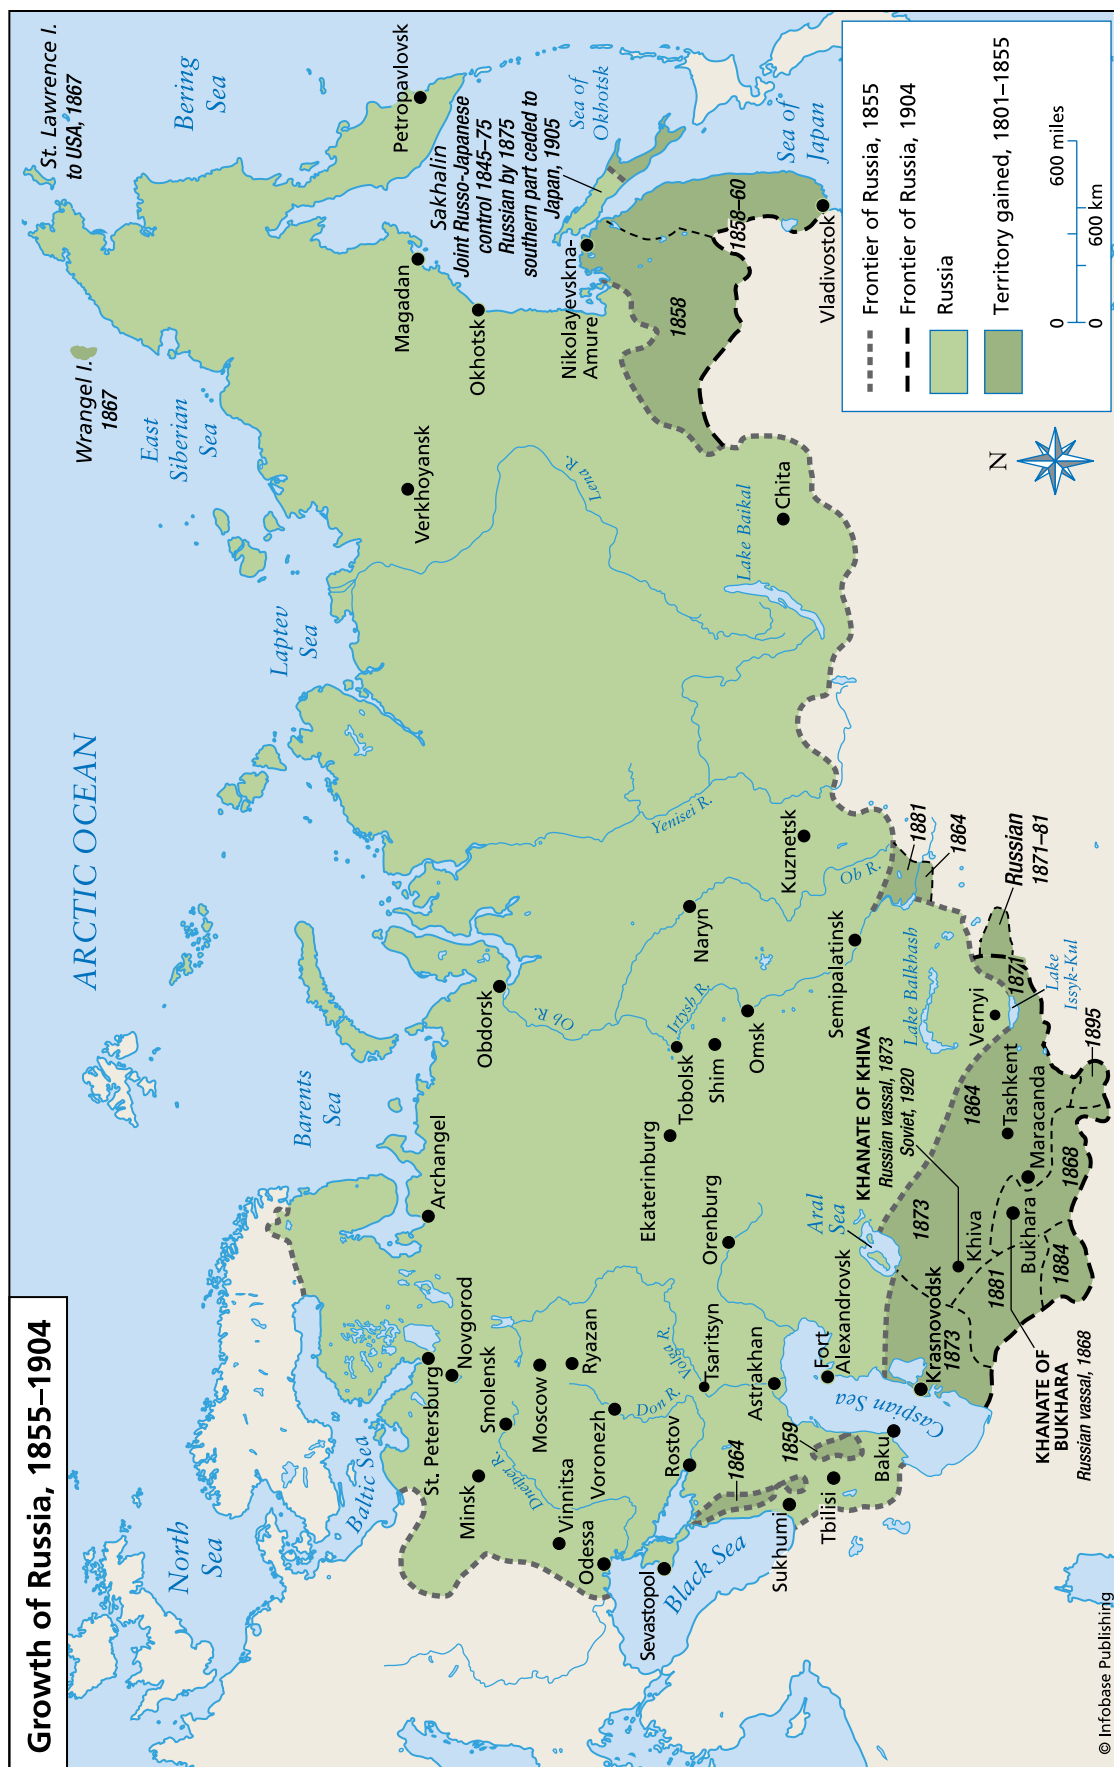 Growth of Russia, 1855–1904
St. Lawrence I.
to USA, 1867
Bering
Sea
Wrangel I.
1867
East
Siberian
Sea
Laptev
Sea
ARCTIC OCEAN
Barents
Sea
North
Sea
Baltic Sea
Petropavlovsk
Sakhalin
Joint Russo-Japanese
control 1845–75
Russian by 1875
southern part ceded to
Japan, 1905
Sea of
Okhotsk
Sea of
Japan
Magadan
Okhotsk
Nikolayevskna-
Amure
1858
1858–60
Vladivostok
Verkhoyansk
Lena R.
Lake Baikal
Chita
Yenisei R.
Kuznetsk
Ob R.
Naryn
Semipalatinsk
1881
1864
Russian
1871–81
Obdorsk
Ob R.
Irtysh R.
Tobolsk
Shim
Omsk
Lake Balkhash
Vernyi
1871
Lake
Issyk-Kul
Archangel
Ekaterinburg
Orenburg
Aral
Sea
KHANATE OF KHIVA
Russian vassal, 1873
Soviet, 1920
1864
Tashkent
Maracanda
1895
1868
1873
Khiva
Bukhara
1881
1884
Krasnovodsk
1873
KHANATE OF
BUKHARA
Russian vassal, 1868
St. Petersburg
Novgorod
Smolensk
Moscow
Ryazan
Minsk
Dneiper R.
Vinnitsa
Voronezh
Don R.
Volga R.
Tsaritsyn
Astrakhan
Fort
Alexandrovsk
Caspian Sea
Odessa
Rostov
1864
1859
Baku
Sevastopol
Black Sea
Sukhumi
Tbilisi
N
Frontier of Russia, 1855
Frontier of Russia, 1904
Russia
Territory gained, 1801–1855
0
600 miles
0
600 km
© Infobase Publishing